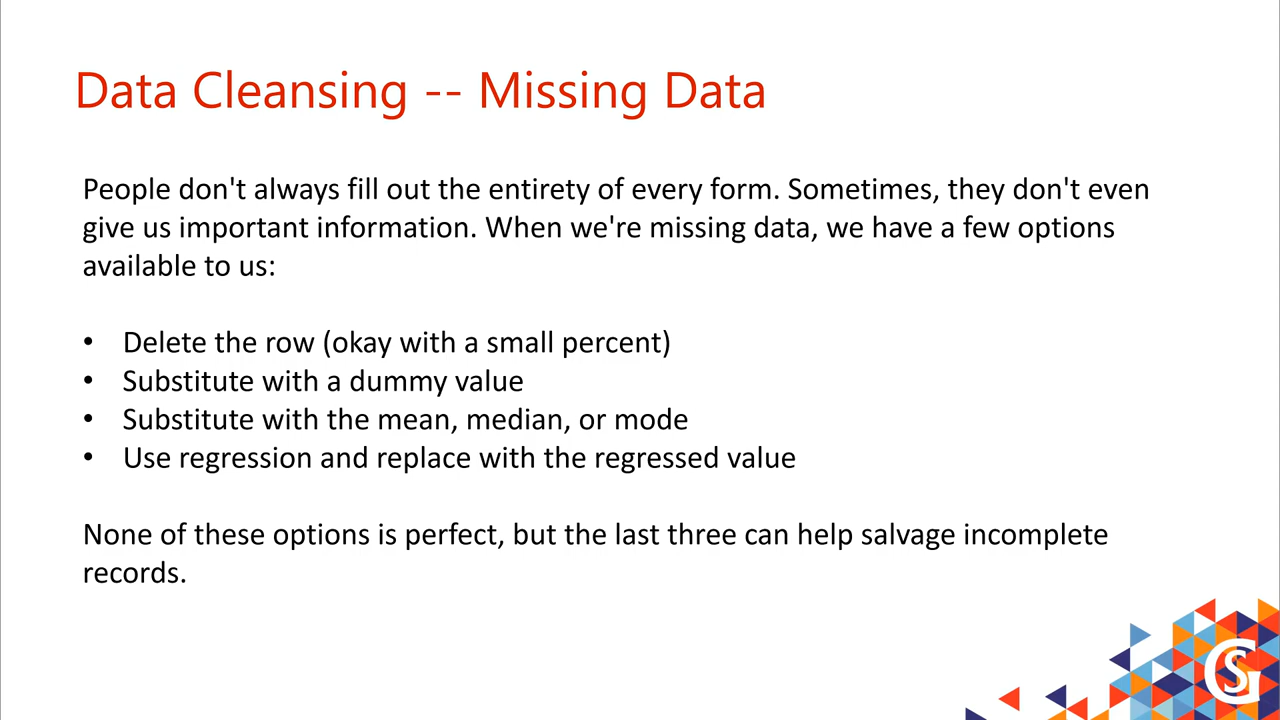 Data Cleansing -- Missing Data
People don't always fill out the entirety of every form. Sometimes, they don't even
give us important information. When we're missing data, we have a few options
available to us:
• Delete the row (okay with a small percent)
• Substitute with a dummy value
• Substitute with the mean, median, or mode
• Use regression and replace with the regressed value
None of these options is perfect, but the last three can help salvage incomplete
records.
GS